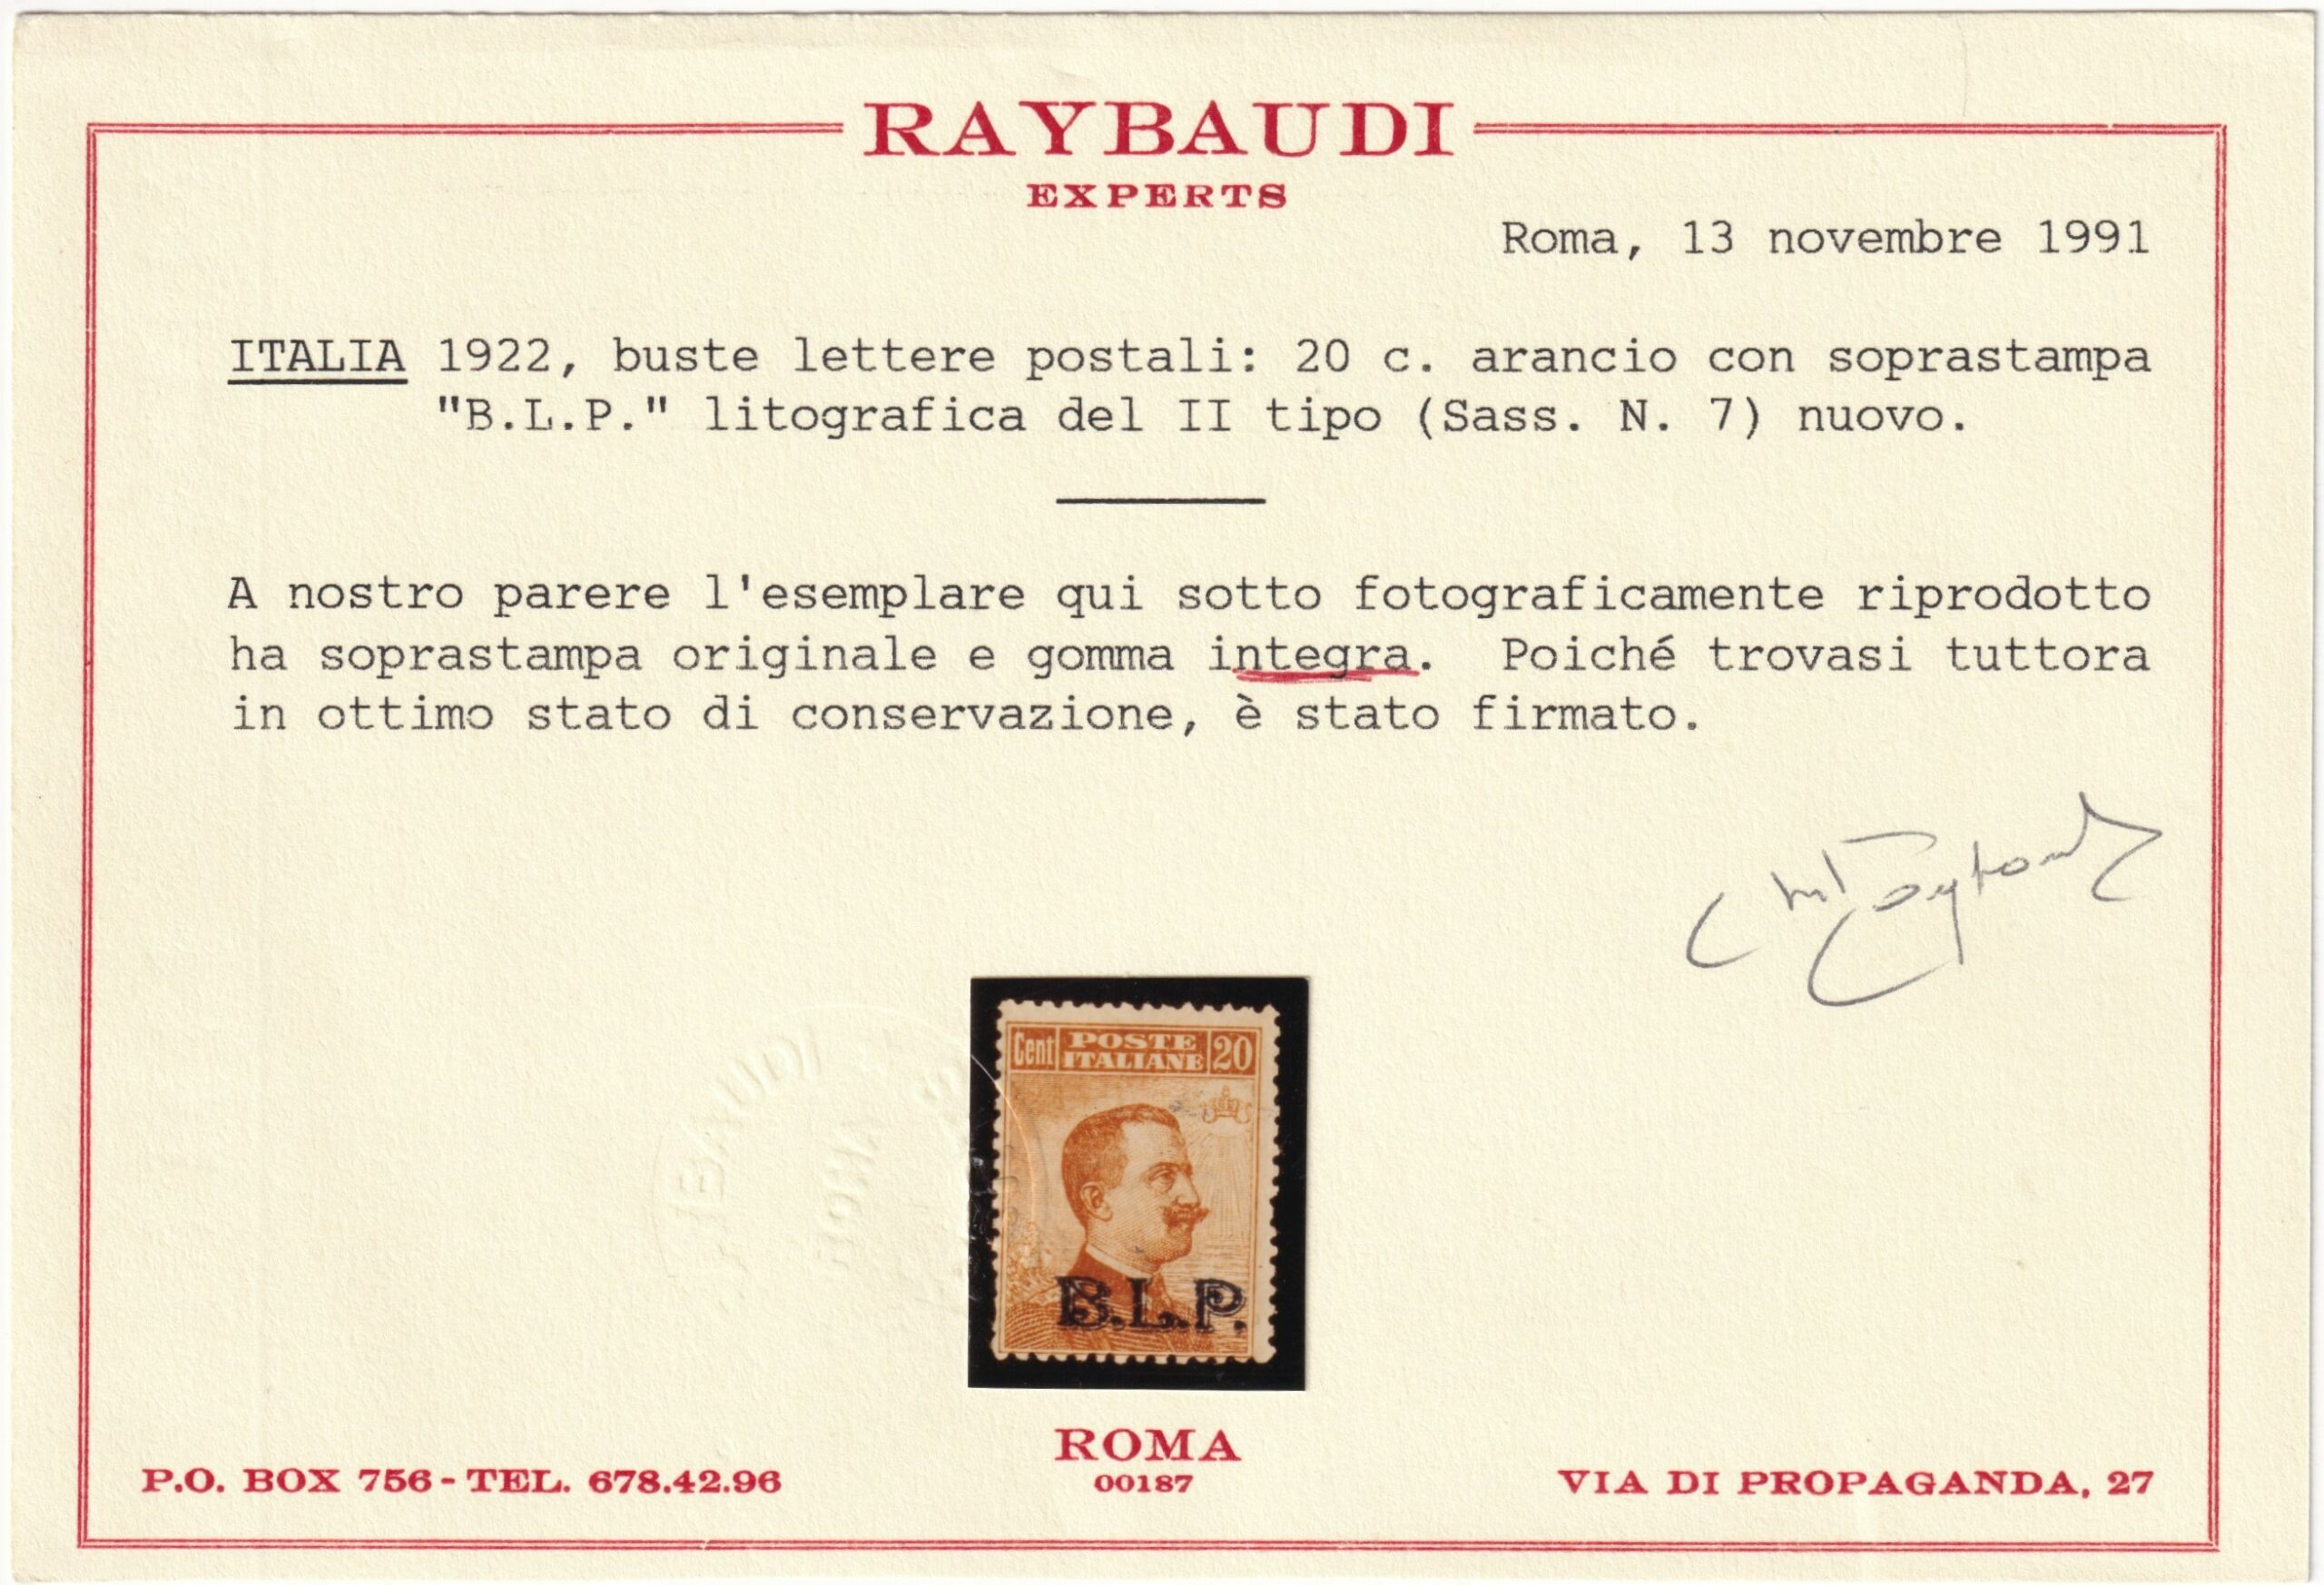 RAYBAUDI
EXPERTS
Roma, 13 novembre 1991
ITALIA 1922, buste lettere postali: 20 c. arancio con soprastampa
"B.L.P." litografica del II tipo (Sass. N. 7) nuovo.
A nostro parere l'esemplare qui sotto fotograficamente riprodotto
ha soprastampa originale e gomma integra. Poiché trovasi tuttora
in ottimo stato di conservazione, è stato firmato.
Cent POSTE ITALIANE 20
B.L.P.
ROMA
00187
P.O. BOX 756 - TEL. 678.42.96
VIA DI PROPAGANDA, 27